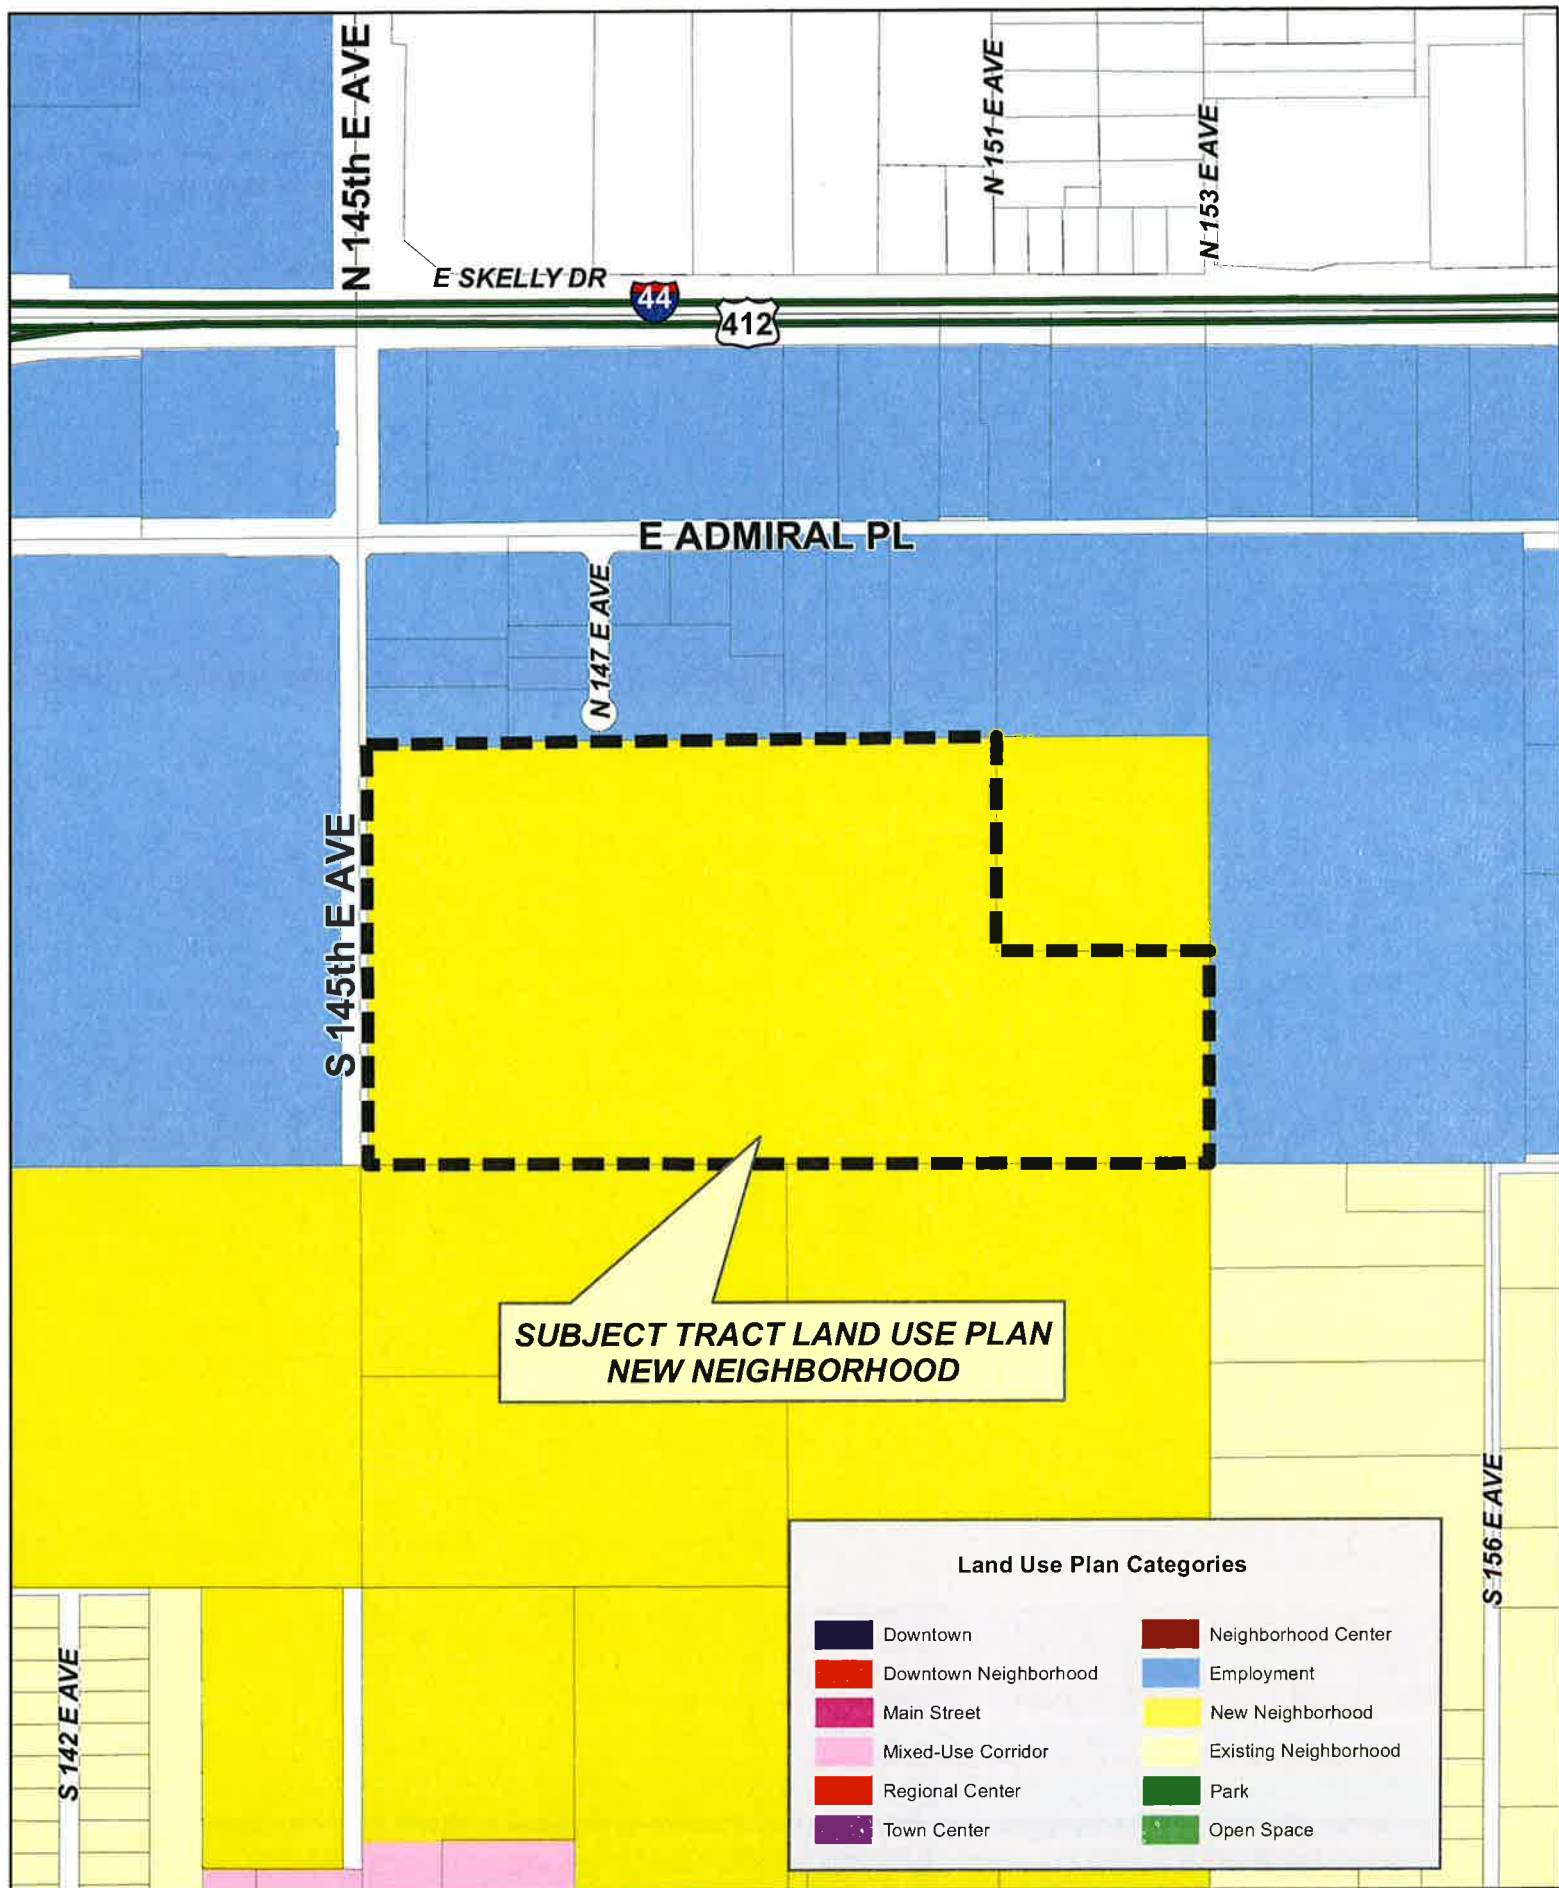 N 145th E AVE
N 151 E AVE
N 153 E AVE
E SKELLY DR
44
412
E ADMIRAL PL
N 147 E AVE
S 145th E AVE
SUBJECT TRACT LAND USE PLAN
NEW NEIGHBORHOOD
S 156 E AVE
S 142 E AVE
Land Use Plan Categories
Downtown
Downtown Neighborhood
Main Street
Mixed-Use Corridor
Regional Center
Town Center
Neighborhood Center
Employment
New Neighborhood
Existing Neighborhood
Park
Open Space